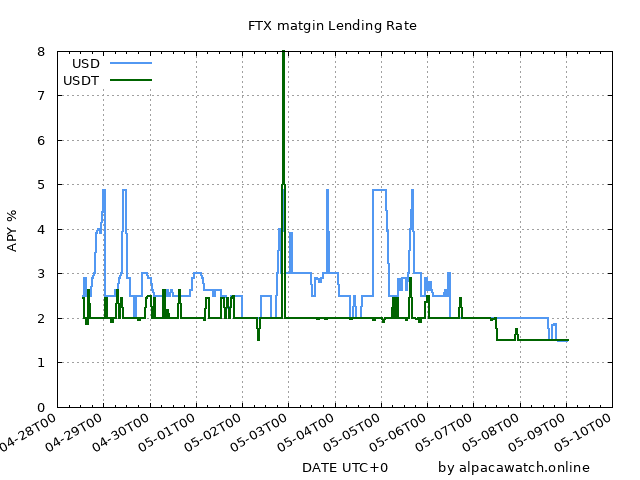 FTX matgin Lending Rate
USD
USDT
8
7
6
5
4
3
2
1
0
APY %
04-28T00
04-29T00
04-30T00
05-01T00
05-02T00
05-03T00
05-04T00
05-05T00
05-06T00
05-07T00
05-08T00
05-09T00
05-10T00
DATE UTC+0
by alpacawatch.online